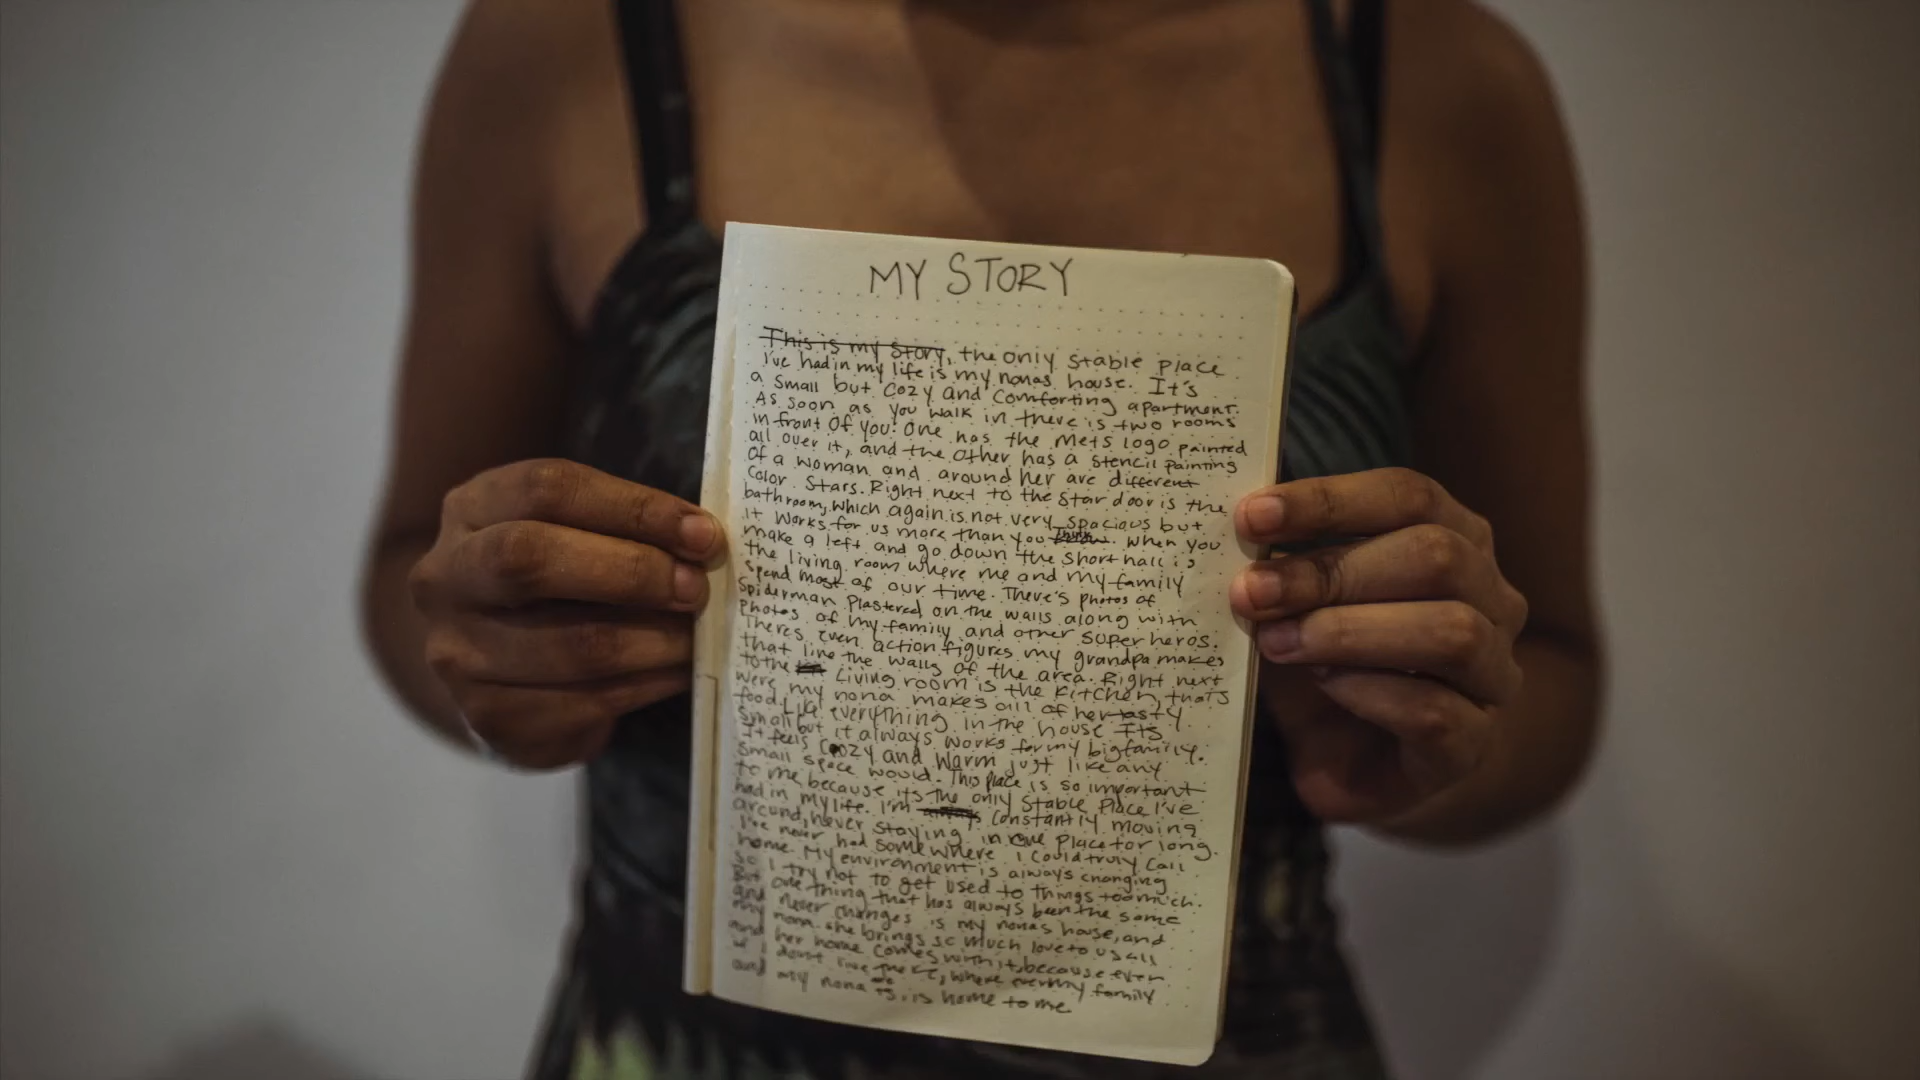 MY STORY
This is my story, the only stable place
I've had in my life is my nonas house. It's
a small but cozy and comforting apartment.
As soon as you walk in there is two rooms
in front of you. One has the Mets logo painted
all over it, and the other has a stencil painting
of a woman and around her are different
color stars. Right next to the star door is the
bathroom, which again is not very spacious but
it works for us more than you think. When you
make a left and go down the short hall is
the living room where me and my family
spend most of our time. There's photos of
Spiderman plastered on the walls along with
photos of my family and other super heros.
Theres even action figures my grandpa makes
that line the walls of the area. Right next
to the living room is the kitchen, thats
were my nona makes all of her tasty
food. Like everything in the house its
small but it always works for my big family.
It feels cozy and warm just like any
small space would. This place is so important
to me because its the only stable place I've
had in my life. I'm always constantly moving
around, never staying in one place for long.
I've never had somewhere I could truly call
home. My environment is always changing
so I try not to get used to things too much.
But one thing that has always been the same
and never changes is my nonas house, and
my nona. she brings so much love to us all
and her home comes with it, because even
if I dont live there, where ever my family
and my nona is, is home to me